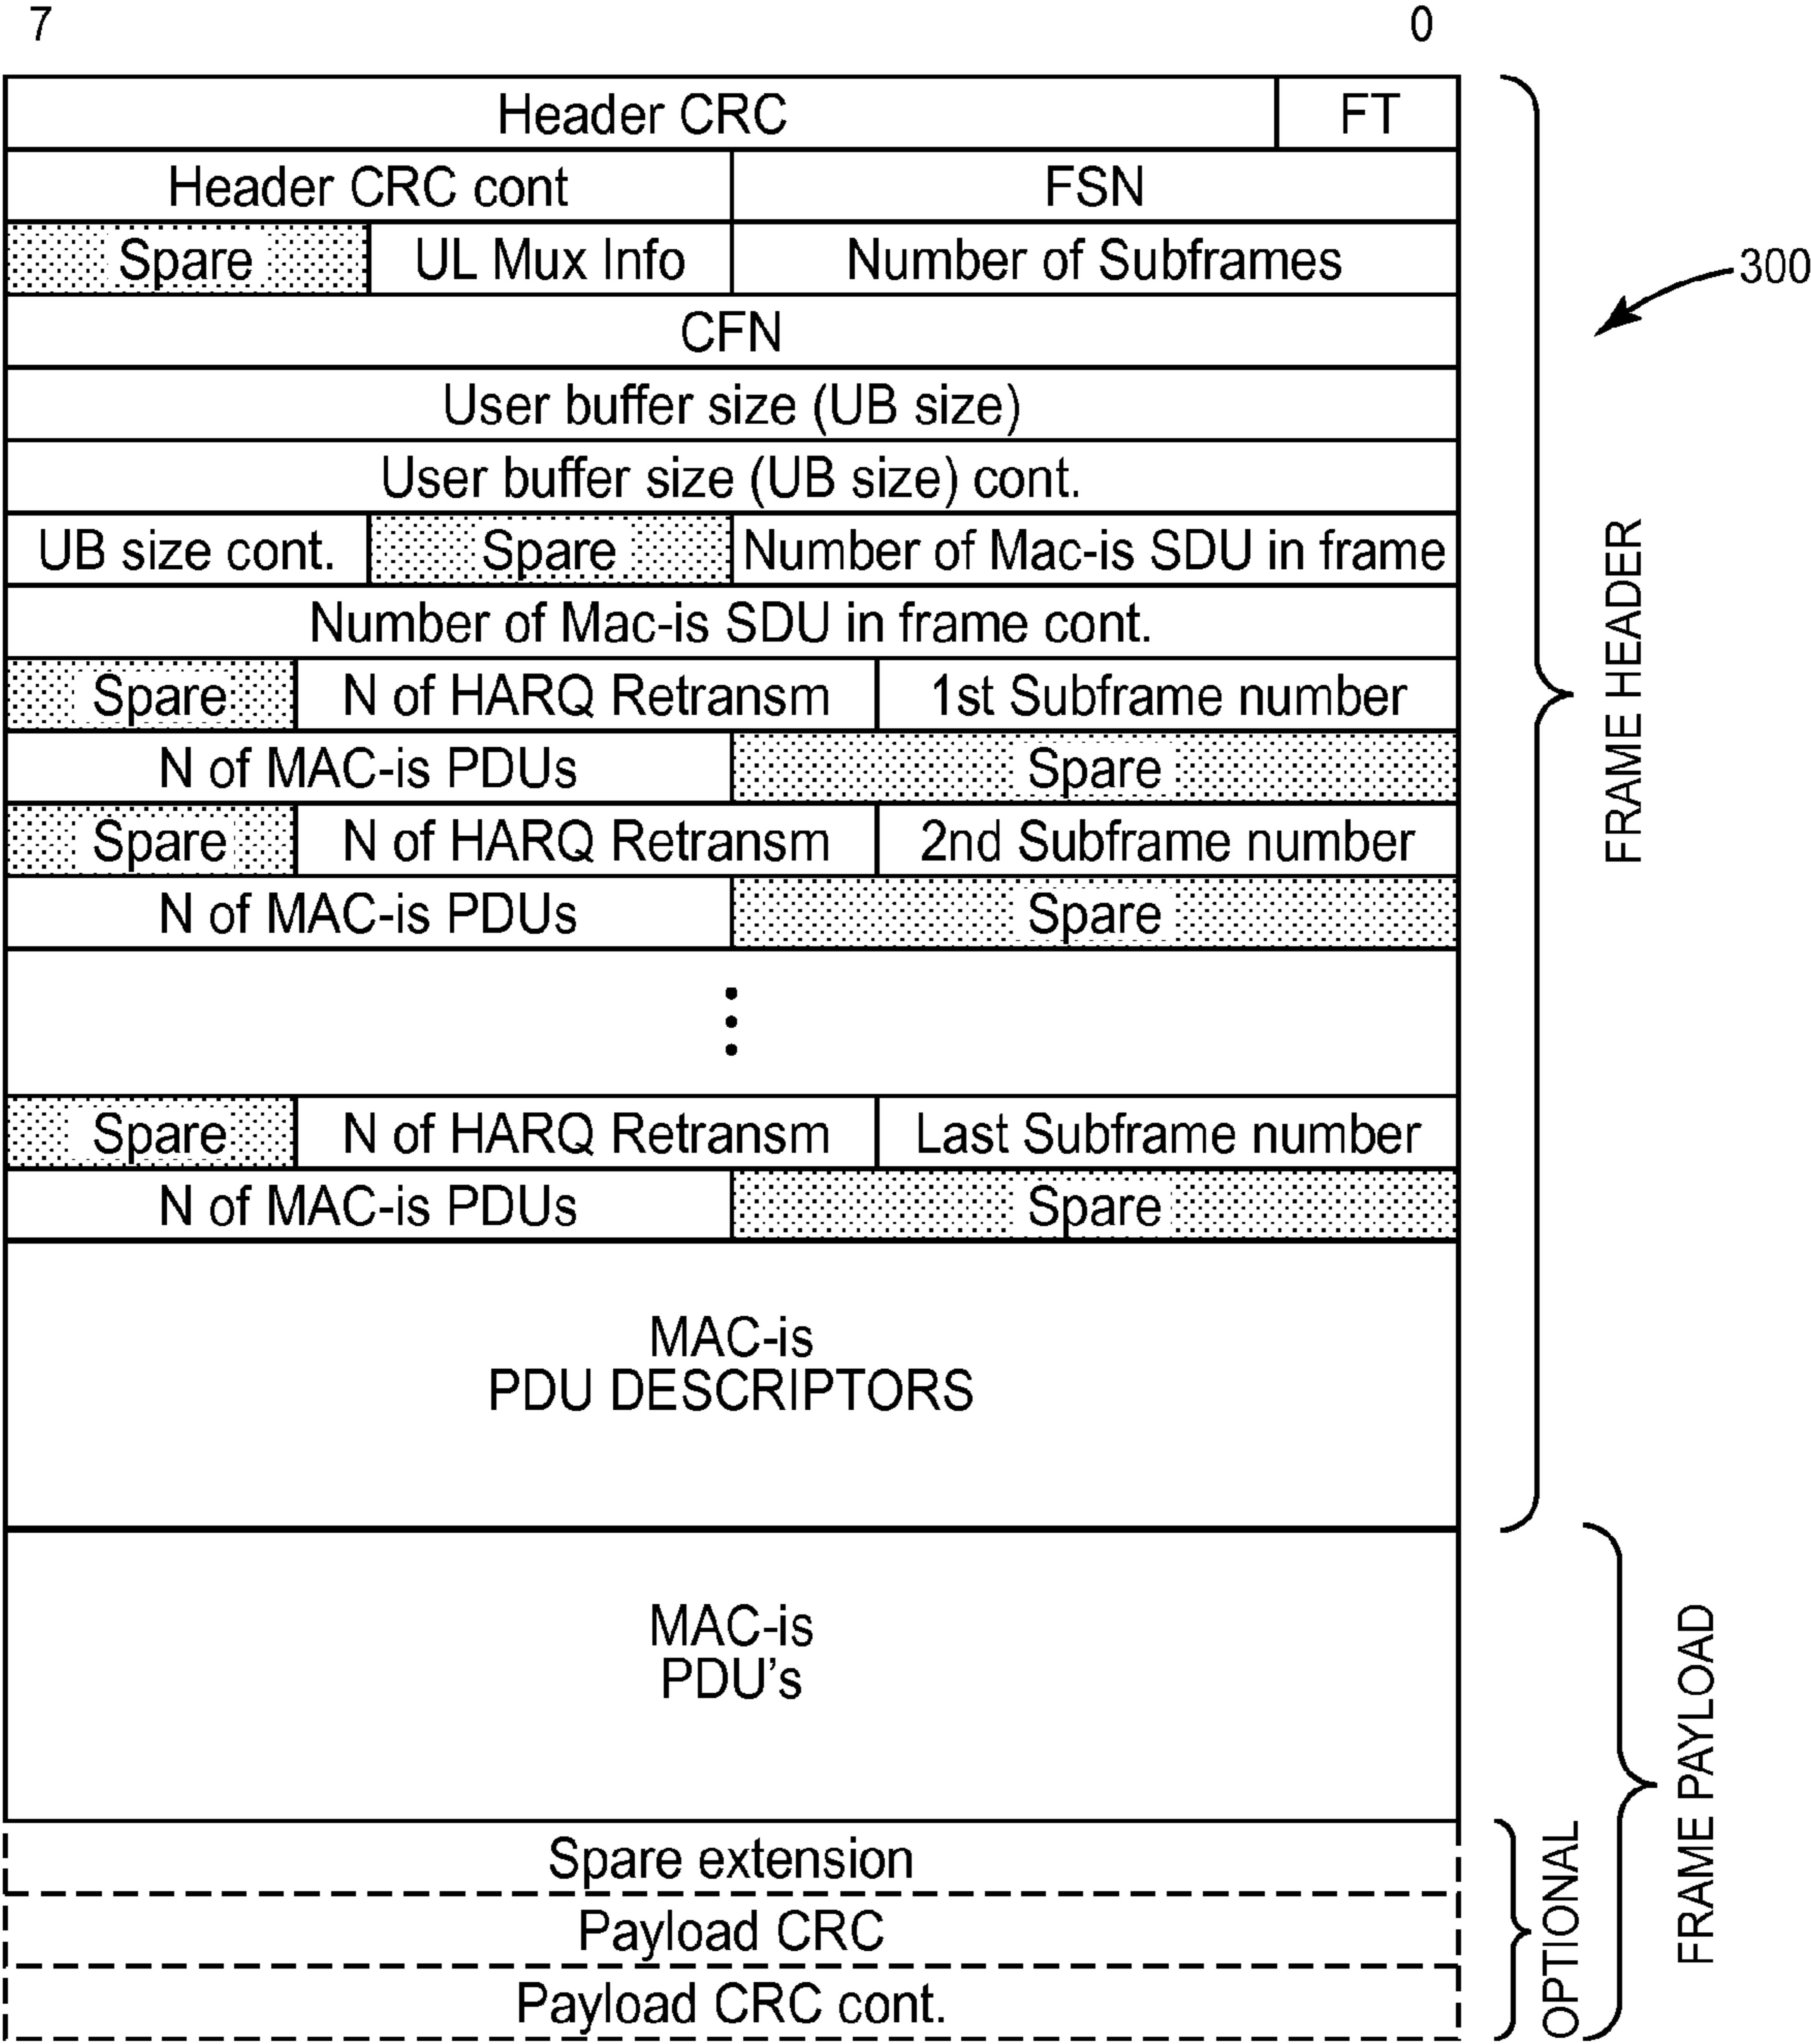 7 0
Header CRC FT
Header CRC cont FSN
Spare UL Mux Info Number of Subframes
300
CFN
User buffer size (UB size)
User buffer size (UB size) cont.
UB size cont. Spare Number of Mac-is SDU in frame
Number of Mac-is SDU in frame cont.
Spare N of HARQ Retransm 1st Subframe number
N of MAC-is PDUs Spare
Spare N of HARQ Retransm 2nd Subframe number
N of MAC-is PDUs Spare
Spare N of HARQ Retransm Last Subframe number
N of MAC-is PDUs Spare
MAC-is
PDU DESCRIPTORS
FRAME HEADER
MAC-is
PDU's
Spare extension
Payload CRC
Payload CRC cont.
OPTIONAL
FRAME PAYLOAD